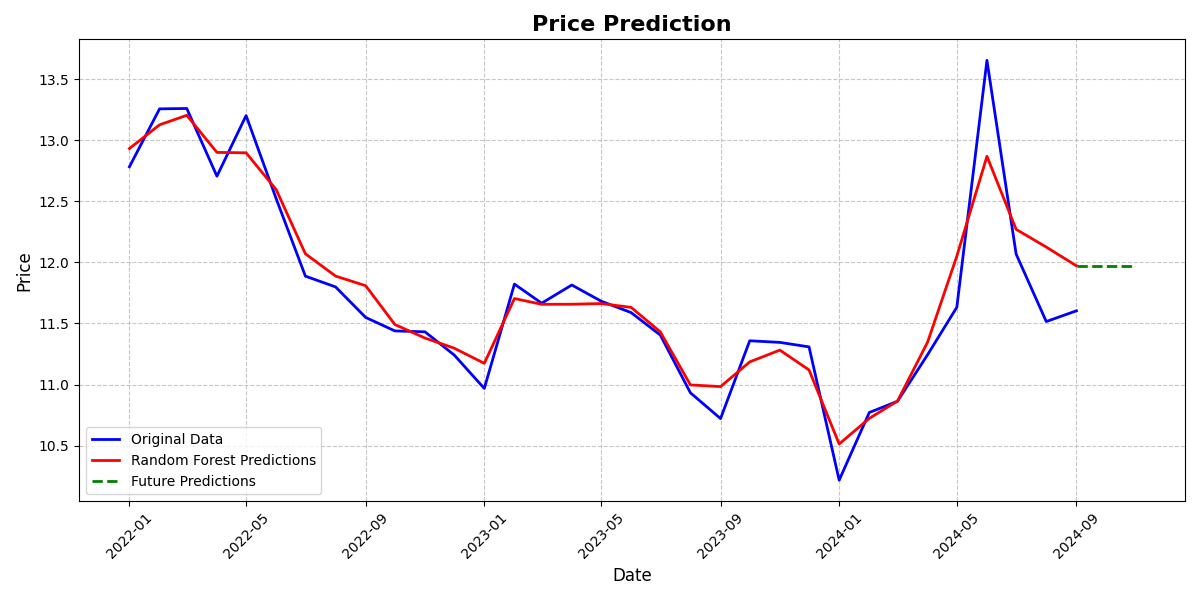 Price Prediction
Price
13.5
13.0
12.5
12.0
11.5
11.0
10.5
Original Data
Random Forest Predictions
Future Predictions
2022-01
2022-05
2022-09
2023-01
2023-05
2023-09
2024-01
2024-05
2024-09
Date